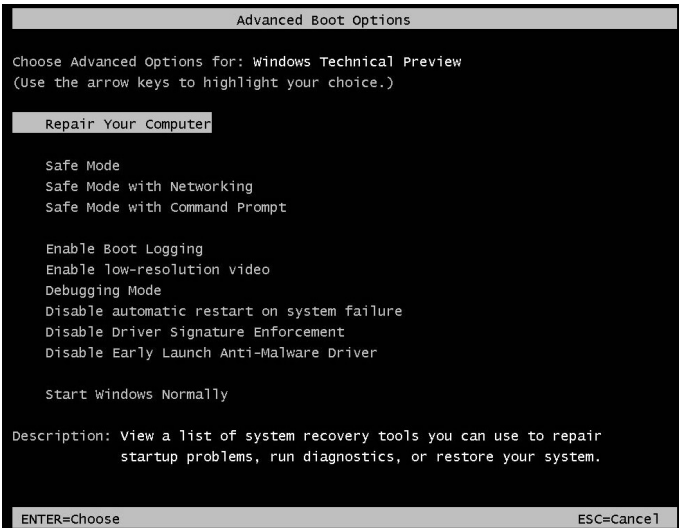 Advanced Boot Options
Choose Advanced Options for: Windows Technical Preview
(Use the arrow keys to highlight your choice.)
Repair Your Computer
Safe Mode
Safe Mode with Networking
Safe Mode with Command Prompt
Enable Boot Logging
Enable low-resolution video
Debugging Mode
Disable automatic restart on system failure
Disable Driver Signature Enforcement
Disable Early Launch Anti-Malware Driver
Start Windows Normally
Description: View a list of system recovery tools you can use to repair
startup problems, run diagnostics, or restore your system.
ENTER=Choose ESC=Cancel